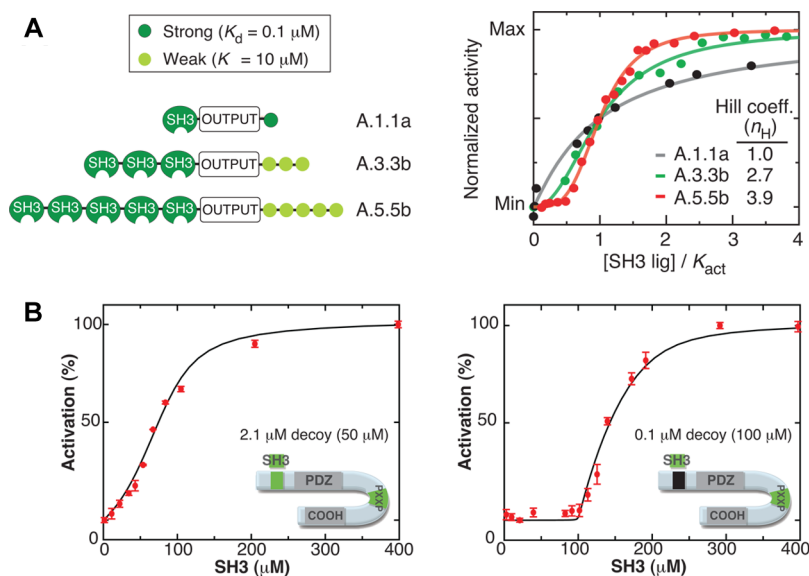 A
Strong (Kd = 0.1 μM)
Weak (K = 10 μM)
SH3 OUTPUT A.1.1a
SH3 SH3 SH3 OUTPUT A.3.3b
SH3 SH3 SH3 SH3 SH3 OUTPUT A.5.5b
Normalized activity
Max
Min
Hill coeff.
(nH)
A.1.1a 1.0
A.3.3b 2.7
A.5.5b 3.9
0 1 2 3 4
[SH3 lig] / Kact
B
Activation (%)
100
50
0
2.1 μM decoy (50 μM)
SH3
PDZ
PXXP
COOH
0 100 200 300 400
SH3 (μM)
Activation (%)
100
50
0
0.1 μM decoy (100 μM)
SH3
PDZ
PXXP
COOH
0 100 200 300 400
SH3 (μM)